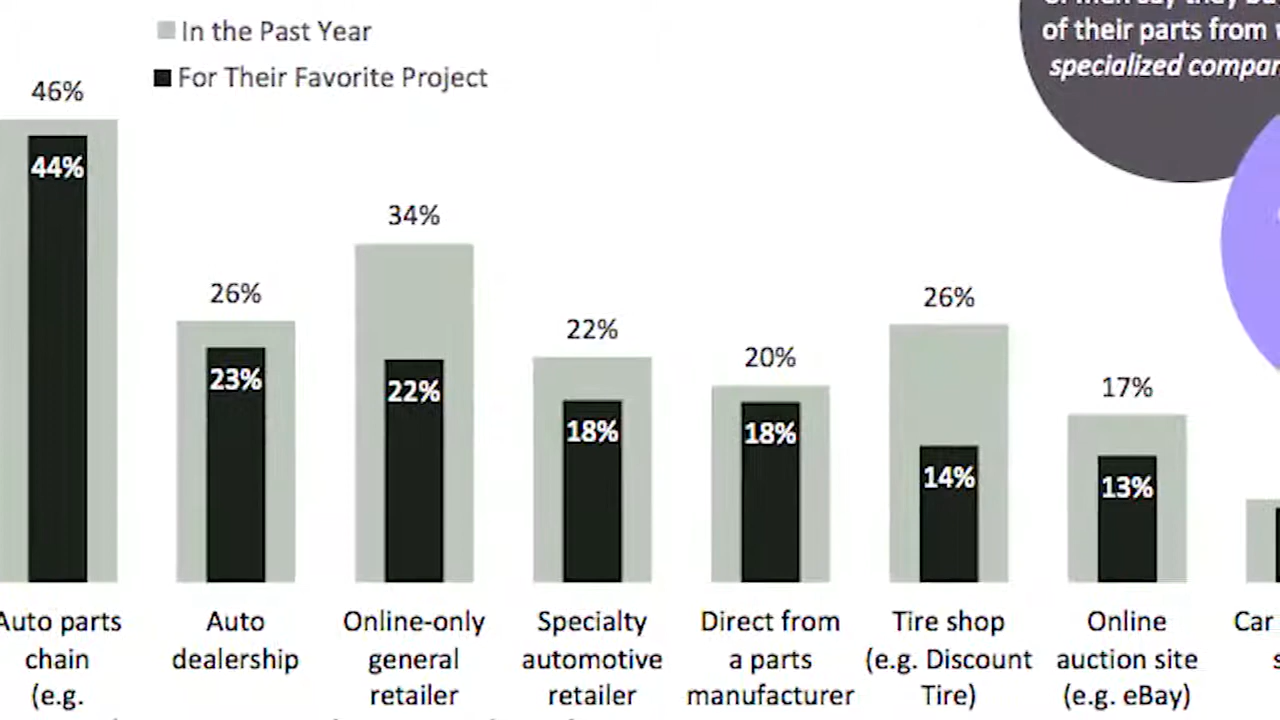 In the Past Year
For Their Favorite Project
of their parts from
specialized
46%
44%
26%
23%
34%
22%
22%
18%
20%
18%
26%
14%
17%
13%
Auto parts
chain
(e.g.
Auto
dealership
Online-only
general
retailer
Specialty
automotive
retailer
Direct from
a parts
manufacturer
Tire shop
(e.g. Discount
Tire)
Online
auction site
(e.g. eBay)
Car